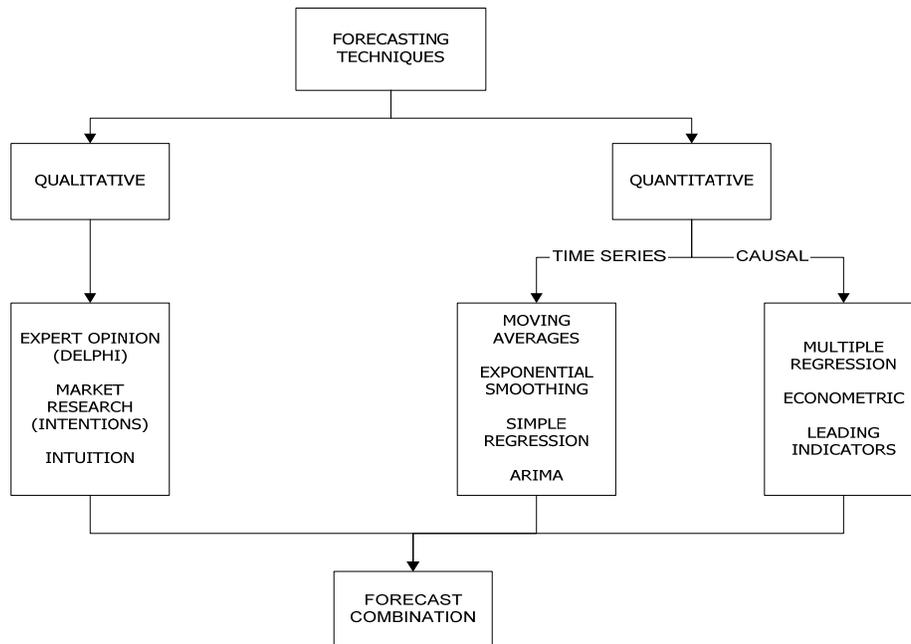 FORECASTING
TECHNIQUES
QUALITATIVE
QUANTITATIVE
TIME SERIES
CAUSAL
EXPERT OPINION
(DELPHI)
MARKET
RESEARCH
(INTENTIONS)
INTUITION
MOVING
AVERAGES
EXPONENTIAL
SMOOTHING
SIMPLE
REGRESSION
ARIMA
MULTIPLE
REGRESSION
ECONOMETRIC
LEADING
INDICATORS
FORECAST
COMBINATION